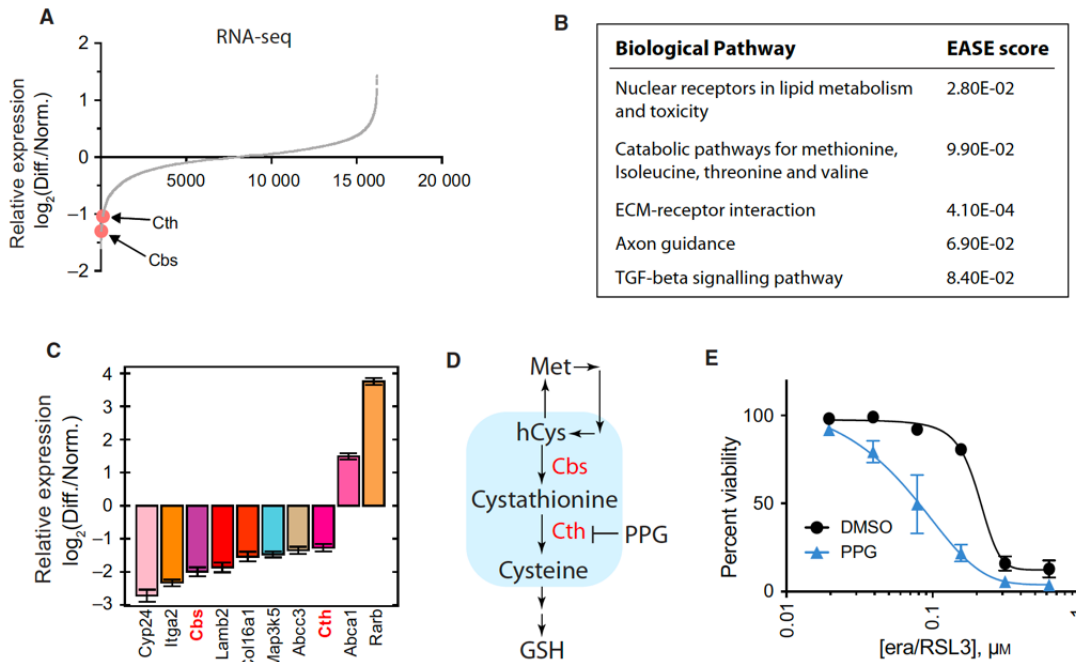 A
RNA-seq
Relative expression
log2(Diff./Norm.)
2
1
0
–1
–2
5000
10 000
15 000
20 000
Cth
Cbs
B
Biological Pathway EASE score
Nuclear receptors in lipid metabolism 2.80E-02
and toxicity
Catabolic pathways for methionine, 9.90E-02
Isoleucine, threonine and valine
ECM-receptor interaction 4.10E-04
Axon guidance 6.90E-02
TGF-beta signalling pathway 8.40E-02
C
Relative expression
log2(Diff./Norm.)
4
3
2
1
0
–1
–2
–3
Cyp24
Itga2
Cbs
Lamb2
Col16a1
Map3k5
Abcc3
Cth
Abca1
Rarb
D
Met
hCys
Cbs
Cystathionine
Cth
PPG
Cysteine
GSH
E
Percent viability
100
50
0
DMSO
PPG
0.01
0.1
1
[era/RSL3], µM